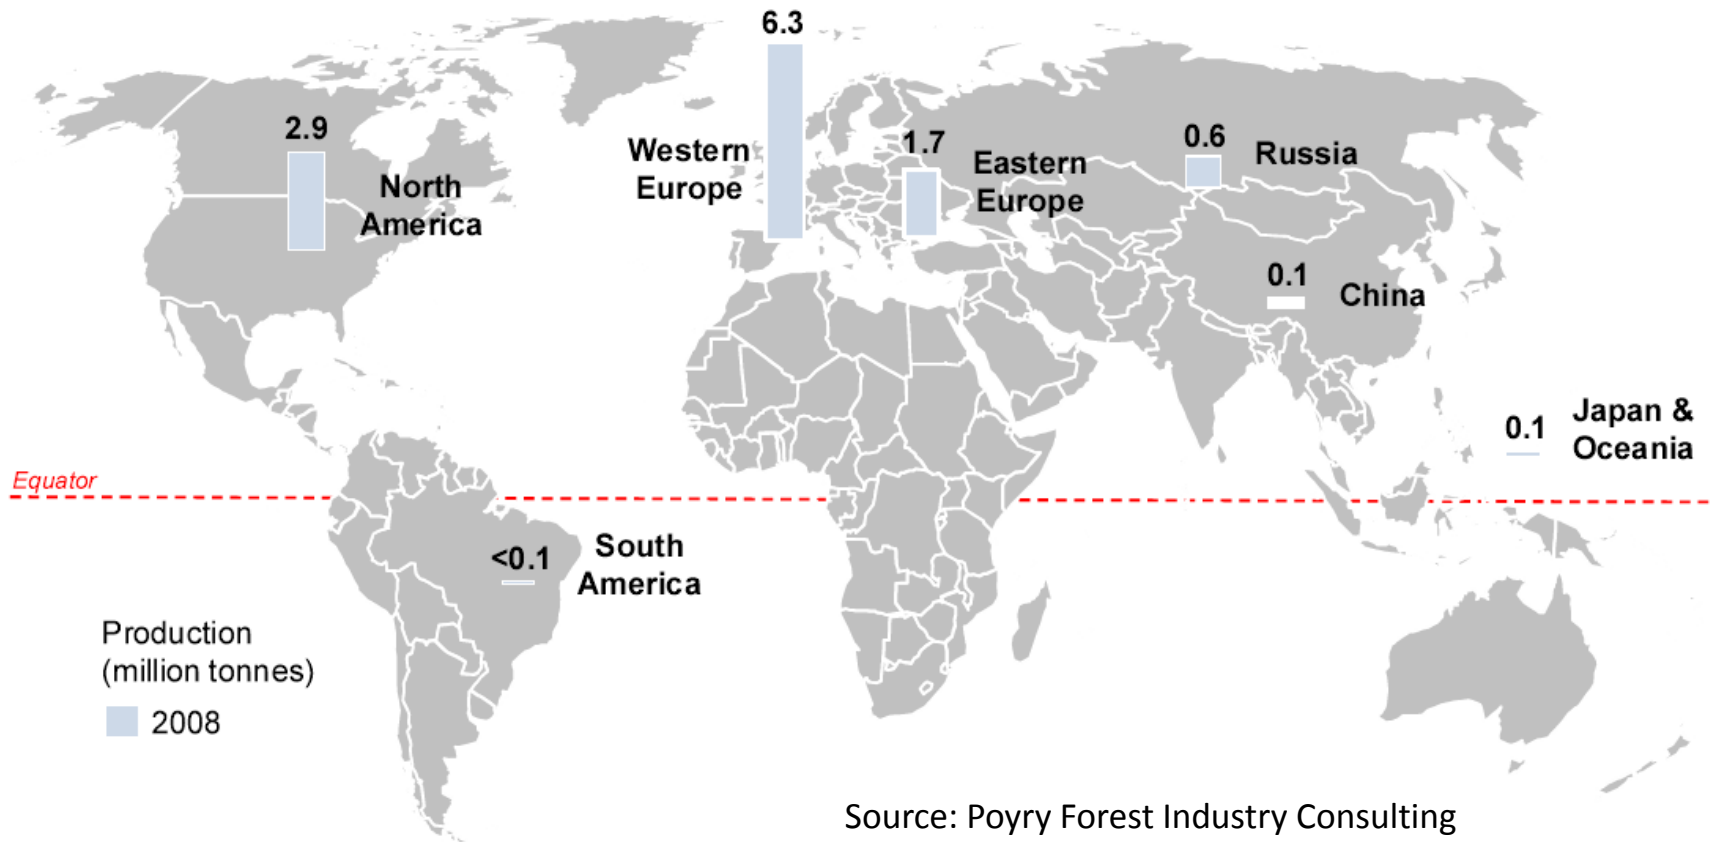 6.3
2.9
North
America
Western
Europe
1.7
Eastern
Europe
0.6
Russia
0.1
China
0.1
Japan &
Oceania
Equator
<0.1
South
America
Production
(million tonnes)
2008
Source: Poyry Forest Industry Consulting